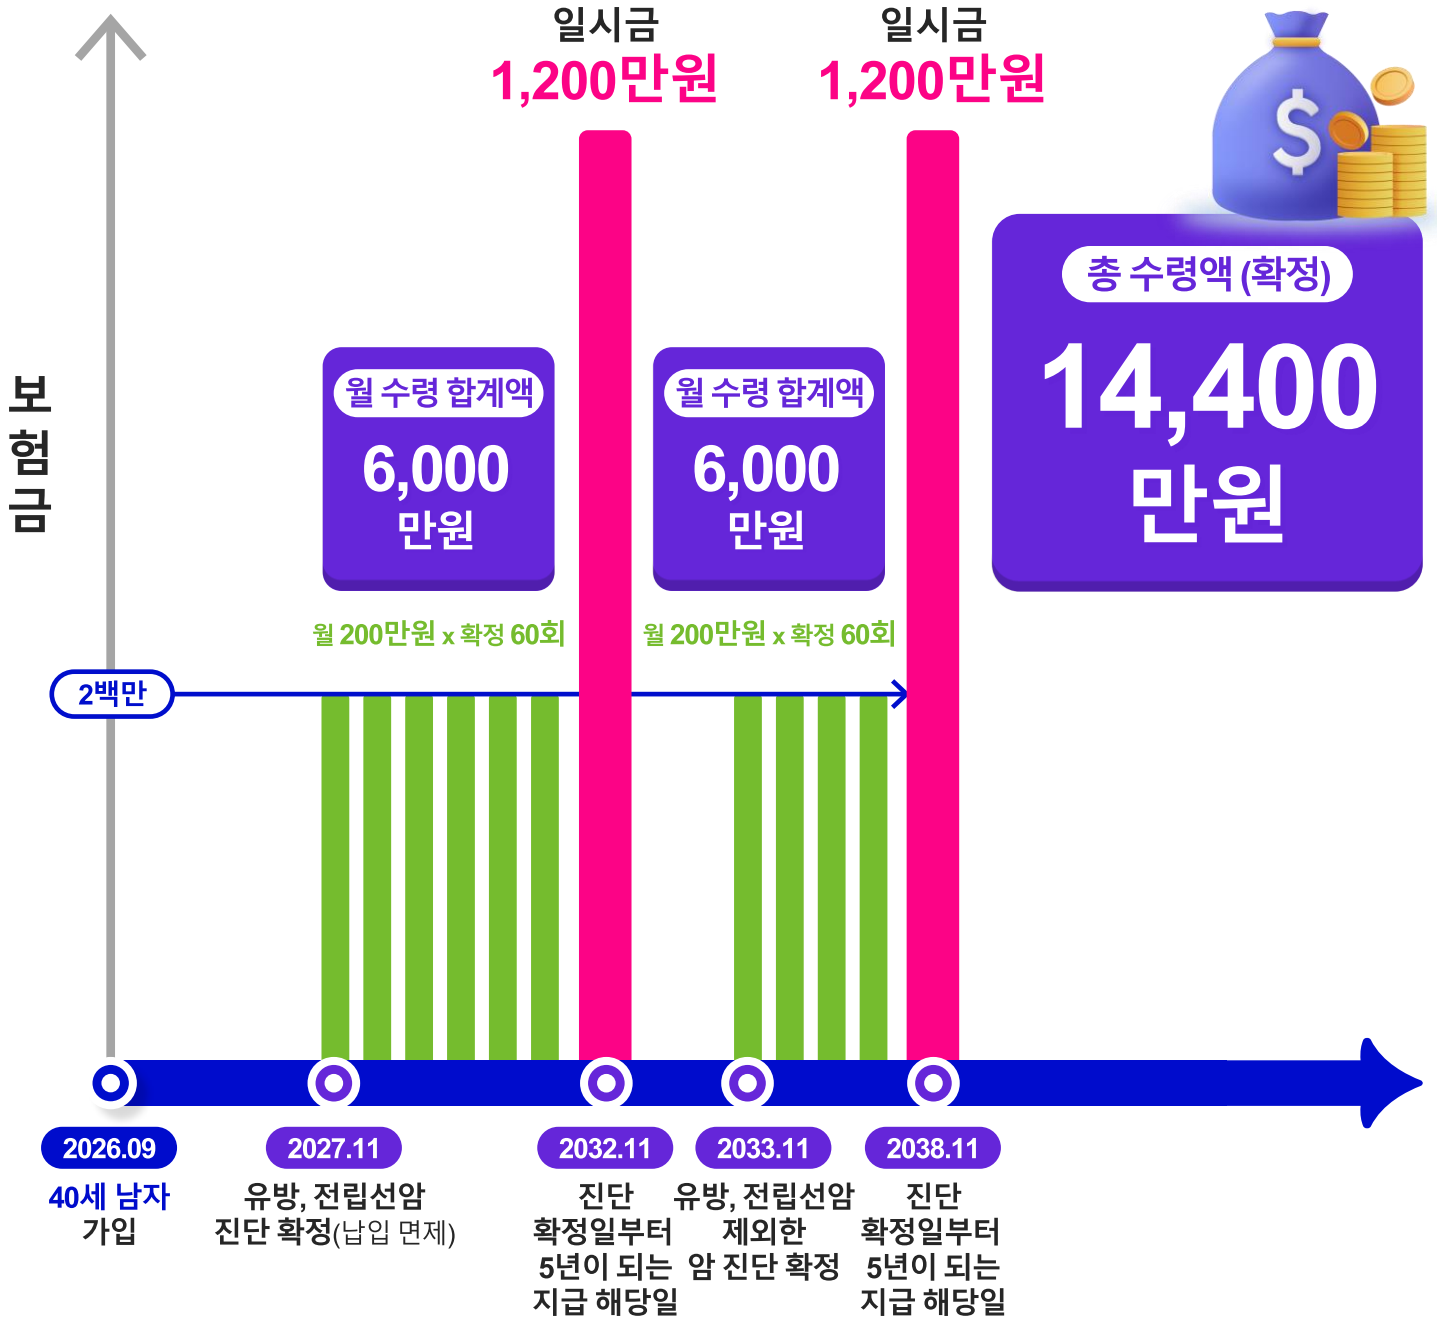 일시금
1,200만원
일시금
1,200만원
$
총 수령액 (확정)
14,400
만원
보험금
월 수령 합계액
6,000
만원
월 수령 합계액
6,000
만원
월 200만원 x 확정 60회
월 200만원 x 확정 60회
2백만
2026.09
40세 남자
가입
2027.11
유방, 전립선암
진단 확정(납입 면제)
2032.11
진단
확정일부터
5년이 되는
지급 해당일
2033.11
유방, 전립선암
제외한
암 진단 확정
2038.11
진단
확정일부터
5년이 되는
지급 해당일